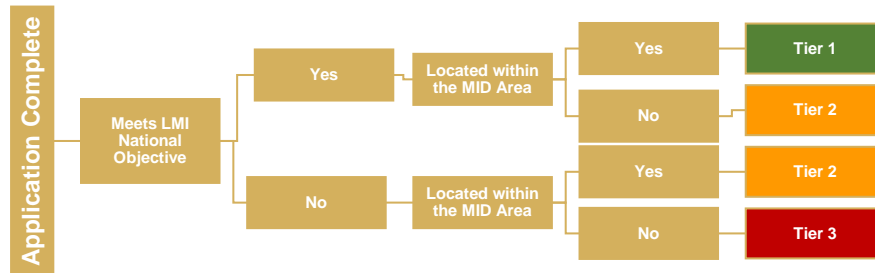 Application Complete
Meets LMI
National
Objective
Yes
Located within
the MID Area
Yes
Tier 1
No
Tier 2
No
Located within
the MID Area
Yes
Tier 2
No
Tier 3